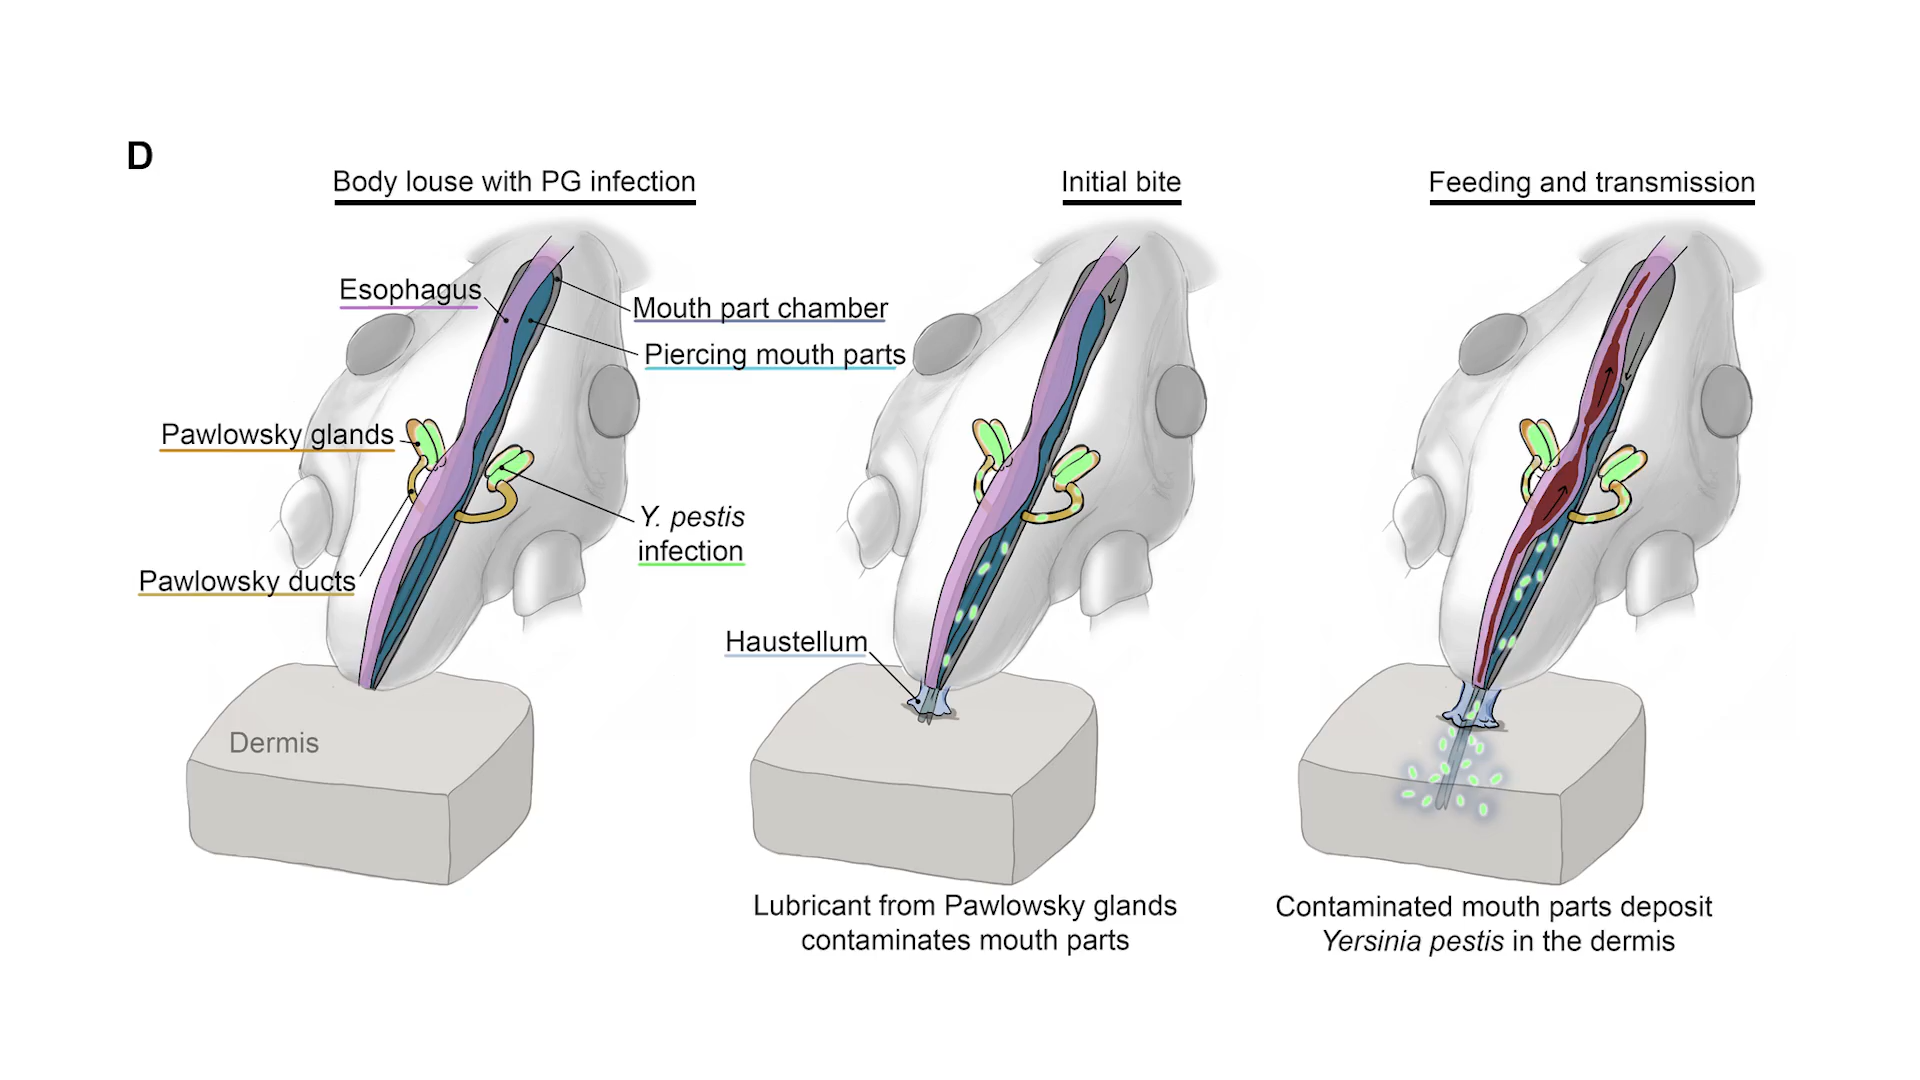 D
Body louse with PG infection
Initial bite
Feeding and transmission
Esophagus
Mouth part chamber
Piercing mouth parts
Pawlowsky glands
Y. pestis
infection
Pawlowsky ducts
Haustellum
Dermis
Lubricant from Pawlowsky glands
contaminates mouth parts
Contaminated mouth parts deposit
Yersinia pestis in the dermis